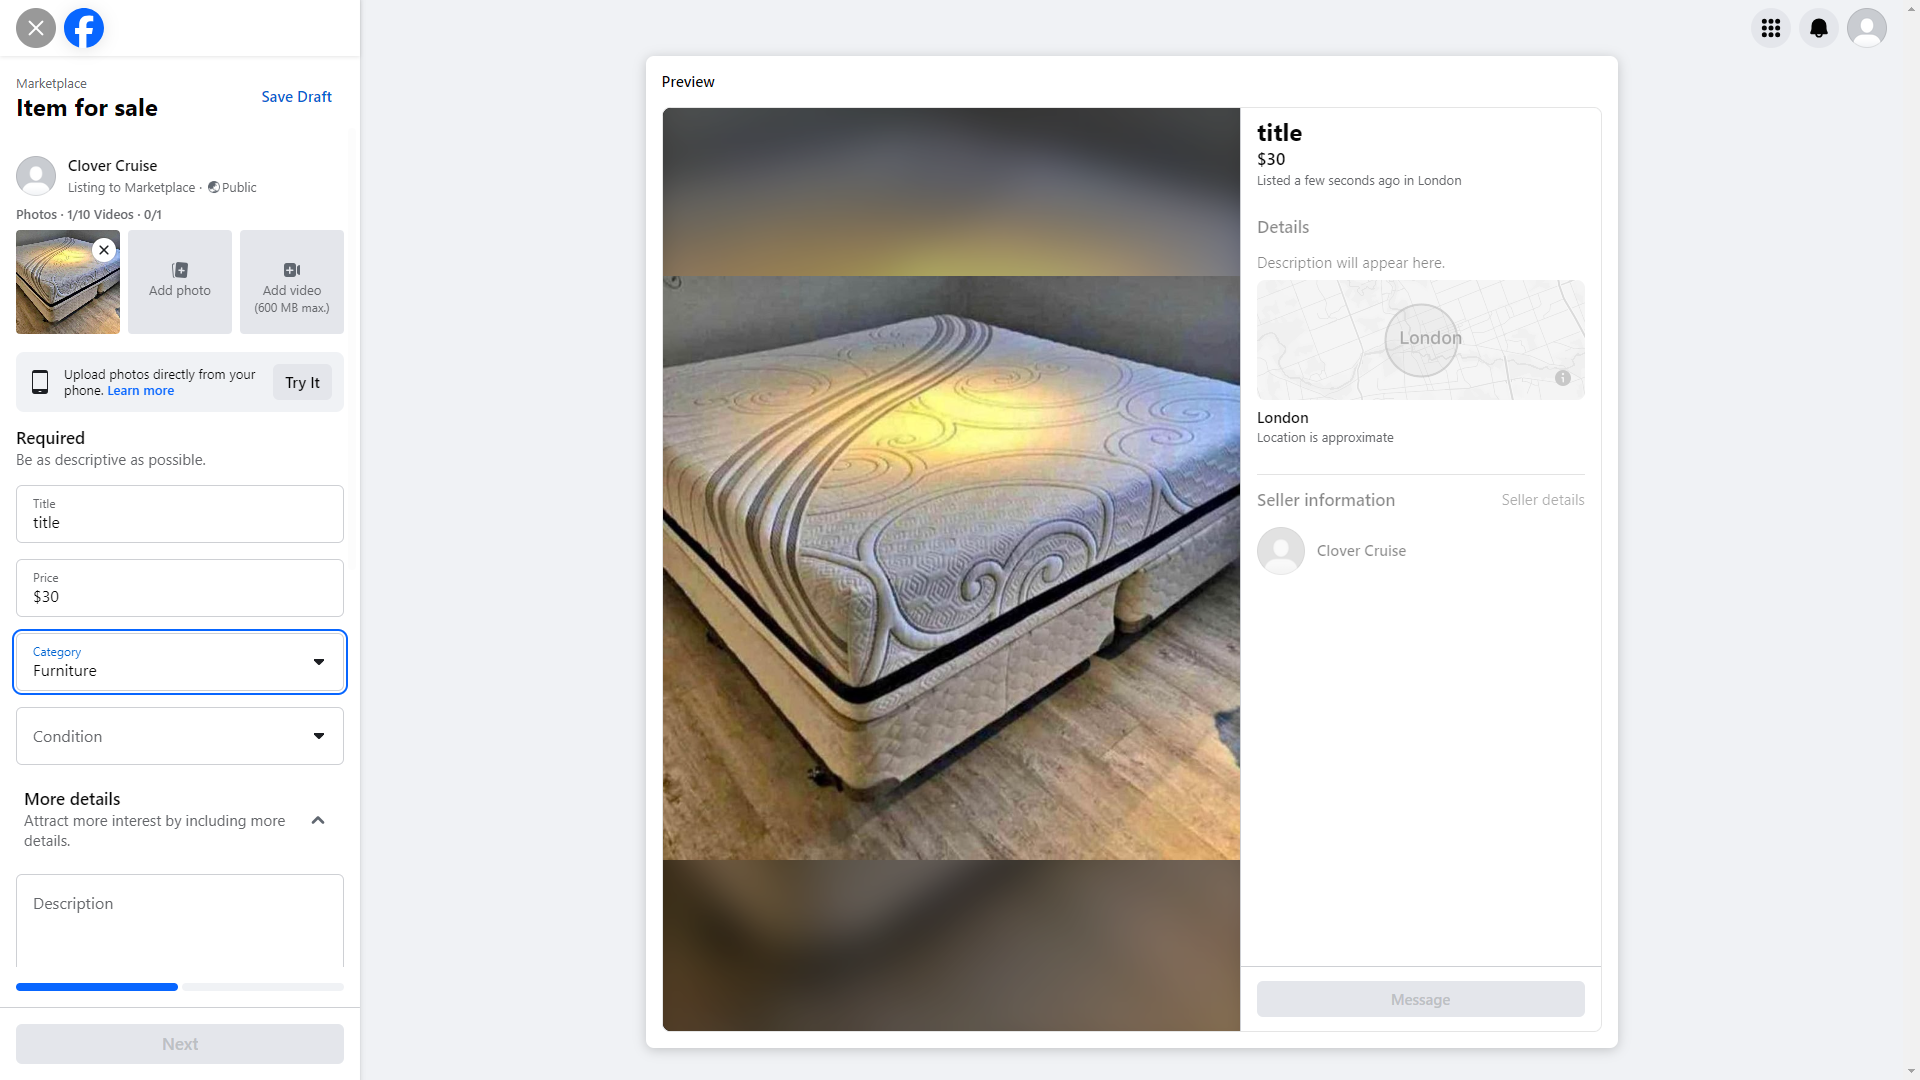 Marketplace
Item for sale
Save Draft
Clover Cruise
Listing to Marketplace · Public
Photos · 1/10 Videos · 0/1
Add photo
Add video
(600 MB max.)
Upload photos directly from your
phone. Learn more
Try It
Required
Be as descriptive as possible.
Title
title
Price
$30
Category
Furniture
Condition
More details
Attract more interest by including more
details.
Description
Next
Preview
title
$30
Listed a few seconds ago in London
Details
Description will appear here.
London
London
Location is approximate
Seller information
Seller details
Clover Cruise
Message